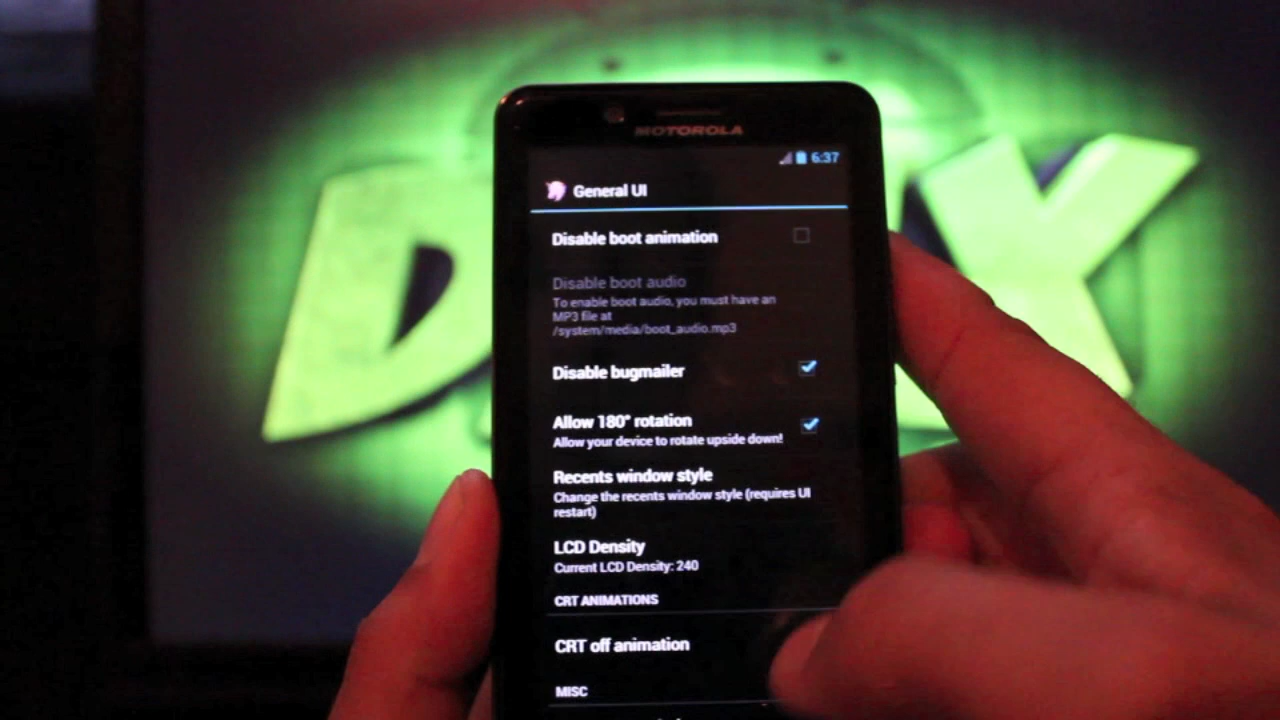 MOTOROLA
6:37
General UI
Disable boot animation
Disable boot audio
To enable boot audio, you must have an
MP3 file at
/system/media/boot_audio.mp3
Disable bugmailer
Allow 180° rotation
Allow your device to rotate upside down!
Recents window style
Change the recents window style (requires UI
restart)
LCD Density
Current LCD Density: 240
CRT ANIMATIONS
CRT off animation
MISC